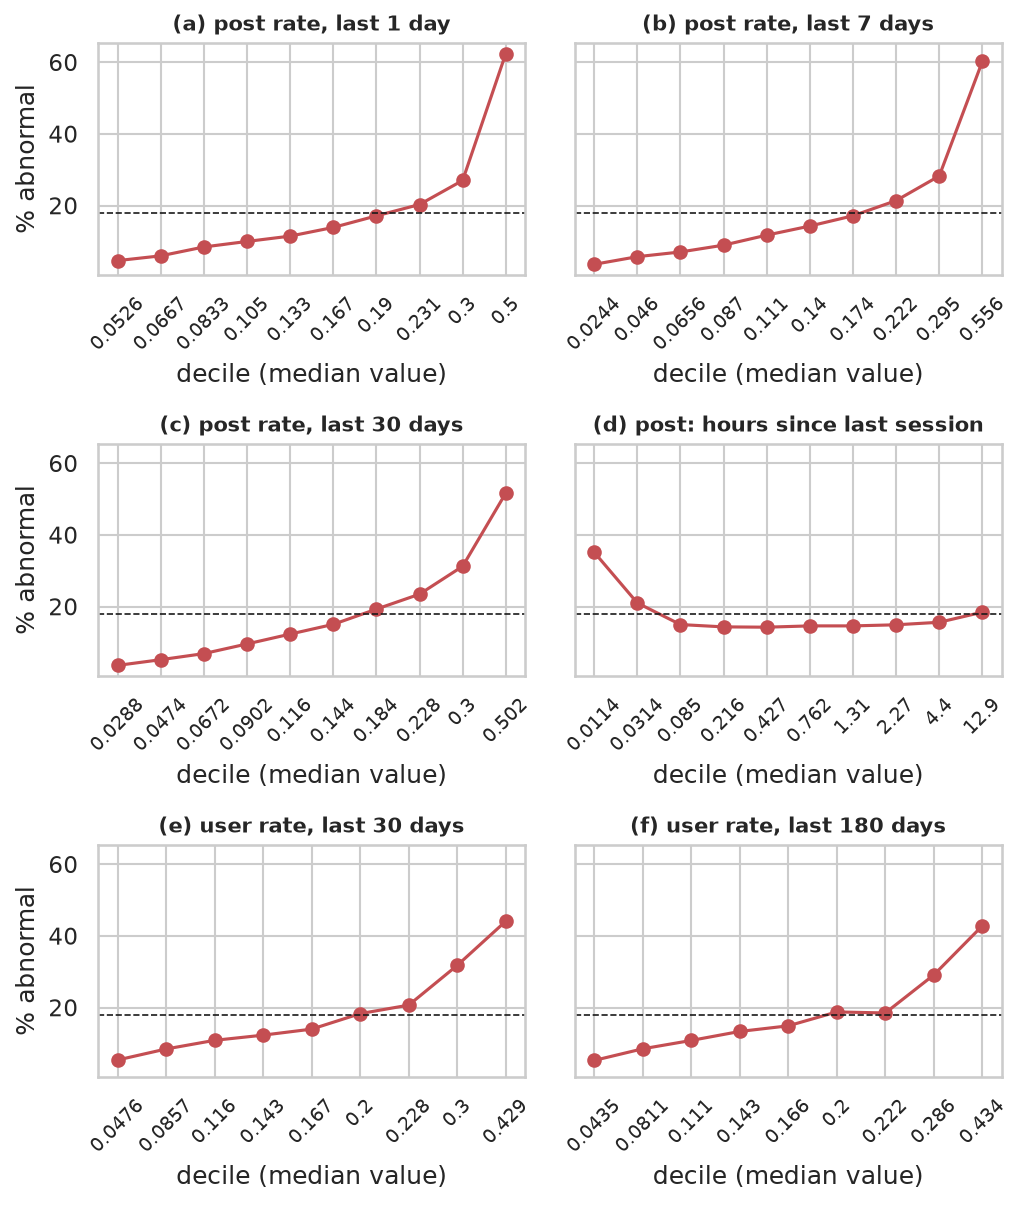 (a) post rate, last 1 day
(b) post rate, last 7 days
% abnormal
60
40
20
0.0526 0.0667 0.0833 0.105 0.133 0.167 0.19 0.231 0.3 0.5
0.0244 0.046 0.0656 0.087 0.111 0.14 0.174 0.222 0.295 0.556
decile (median value)
decile (median value)
(c) post rate, last 30 days
(d) post: hours since last session
% abnormal
60
40
20
0.0288 0.0474 0.0672 0.0902 0.116 0.144 0.184 0.228 0.3 0.502
0.0114 0.0314 0.085 0.216 0.427 0.762 1.31 2.27 4.4 12.9
decile (median value)
decile (median value)
(e) user rate, last 30 days
(f) user rate, last 180 days
% abnormal
60
40
20
0.0476 0.0857 0.116 0.143 0.167 0.2 0.228 0.3 0.429
0.0435 0.0811 0.111 0.143 0.166 0.2 0.222 0.286 0.434
decile (median value)
decile (median value)